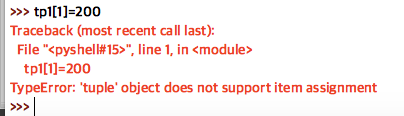 >>> tp1[1]=200
Traceback (most recent call last):
  File "<pyshell#15>", line 1, in <module>
    tp1[1]=200
TypeError: 'tuple' object does not support item assignment
>>>